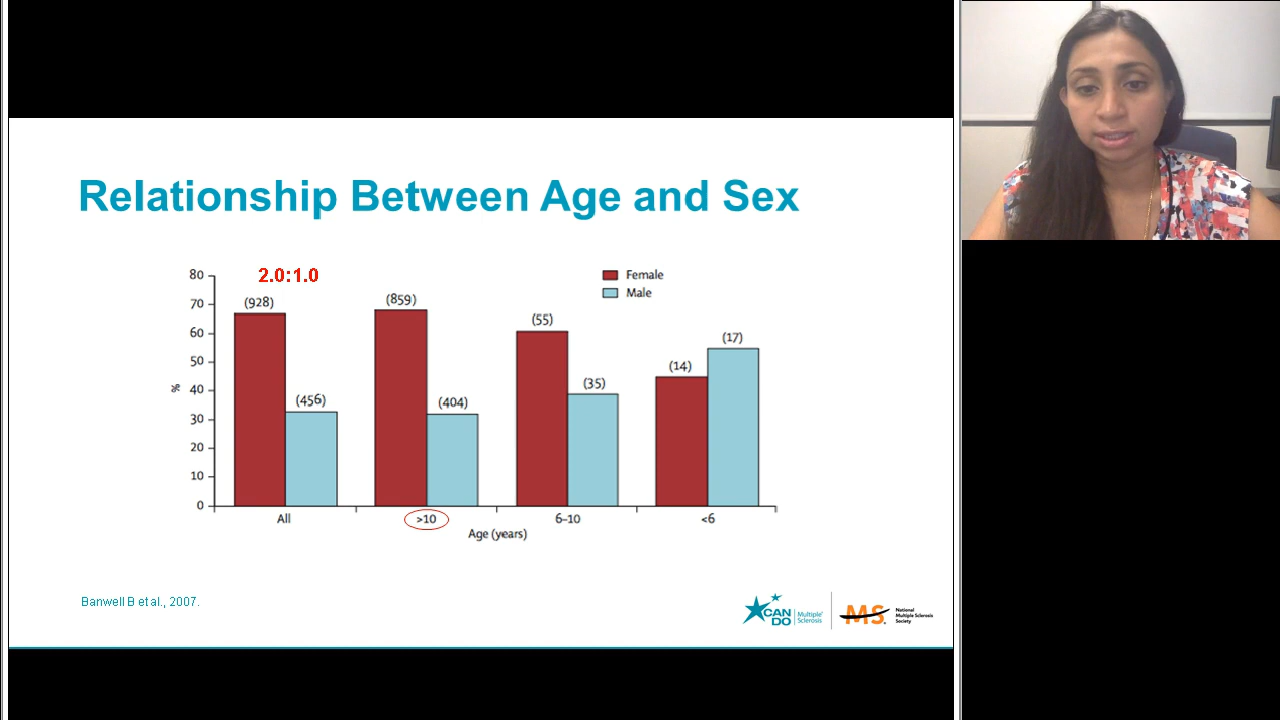 Relationship Between Age and Sex
2.0:1.0
Female
Male
%
80
70
60
50
40
30
20
10
0
(928)
(456)
(859)
(404)
(55)
(35)
(14)
(17)
All
>10
6–10
<6
Age (years)
Banwell B et al., 2007.
CAN DO
Multiple
Sclerosis
MS
National
Multiple Sclerosis
Society